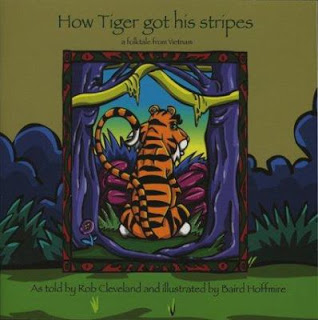 How Tiger got his stripes
a folktale from Vietnam
As told by Rob Cleveland and illustrated by Baird Hoffmire